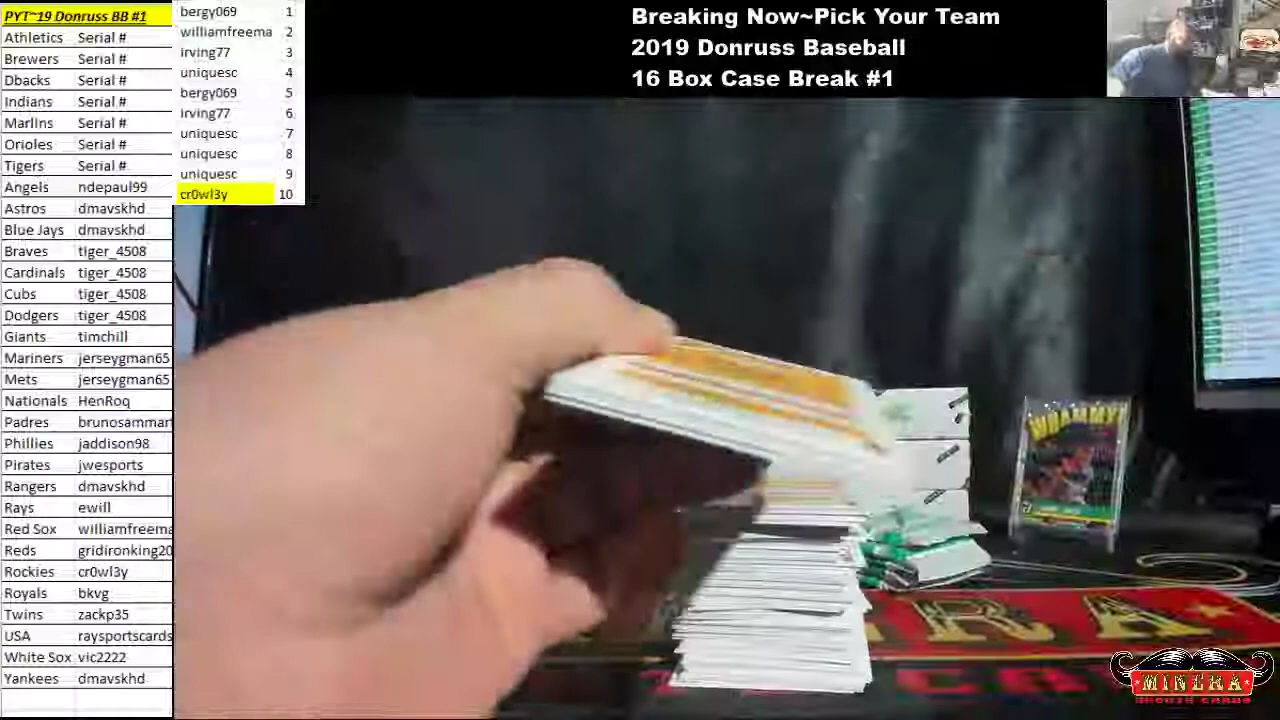 PYT~19 Donruss BB #1
Athletics Serial #
Brewers Serial #
Dbacks Serial #
Indians Serial #
Marlins Serial #
Orioles Serial #
Tigers Serial #
Angels ndepaul99
Astros dmavskhd
Blue Jays dmavskhd
Braves tiger_4508
Cardinals tiger_4508
Cubs tiger_4508
Dodgers tiger_4508
Giants timchill
Mariners jerseygman65
Mets jerseygman65
Nationals HenRoq
Padres brunosammar
Phillies jaddison98
Pirates jwesports
Rangers dmavskhd
Rays ewill
Red Sox williamfreema
Reds gridironking20
Rockies cr0wl3y
Royals bkvg
Twins zackp35
USA raysportscards
White Sox vic2222
Yankees dmavskhd
bergy069 1
williamfreema 2
irving77 3
uniquesc 4
bergy069 5
irving77 6
uniquesc 7
uniquesc 8
uniquesc 9
cr0wl3y 10
Breaking Now~Pick Your Team
2019 Donruss Baseball
16 Box Case Break #1
WHAMMY!
RA
MINERA